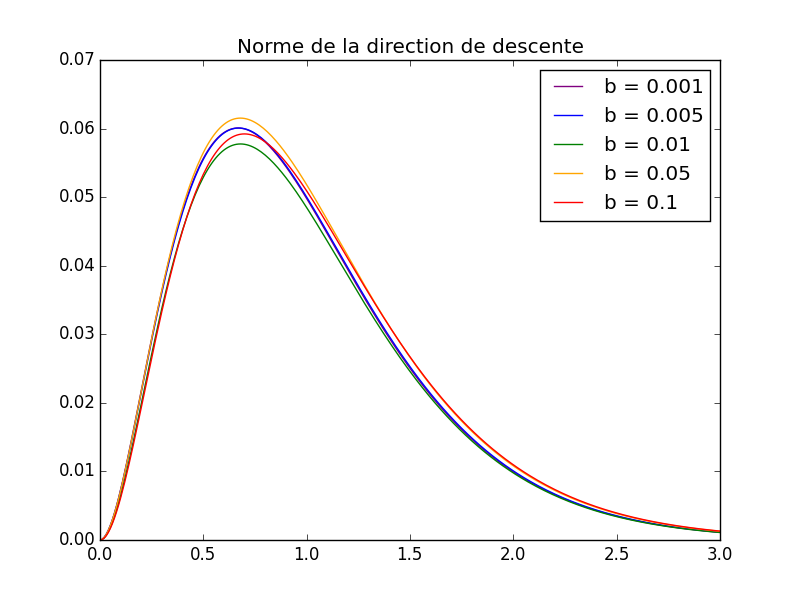 Norme de la direction de descente
0.07
0.06
0.05
0.04
0.03
0.02
0.01
0.00
b = 0.001
b = 0.005
b = 0.01
b = 0.05
b = 0.1
0.0 0.5 1.0 1.5 2.0 2.5 3.0